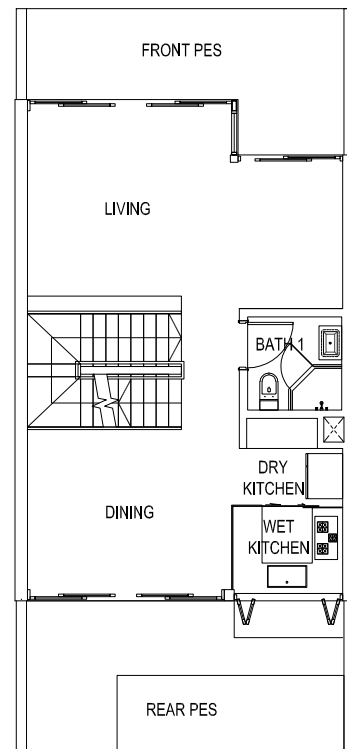 FRONT PES
LIVING
BATH 1
DRY
KITCHEN
DINING
WET
KITCHEN
REAR PES